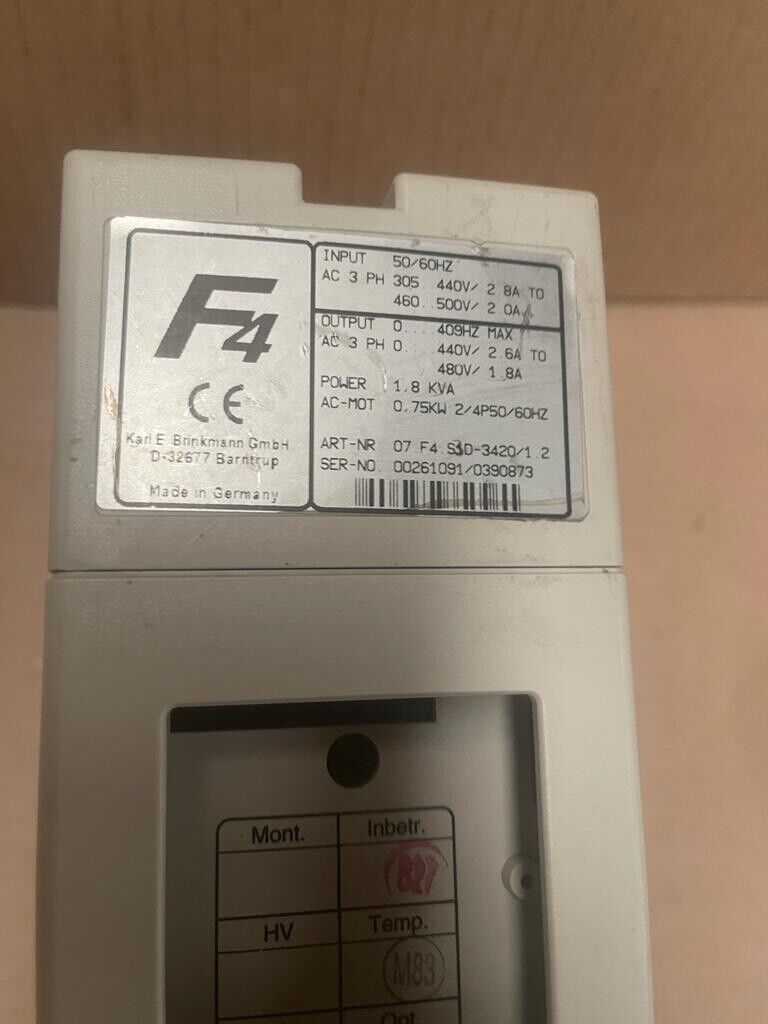 F4
CE
Karl E. Brinkmann GmbH
D-32677 Barntrup
Made in Germany
INPUT 50/60HZ
AC 3 PH 305..440V/ 2.8A TO
460..500V/ 2.0A
OUTPUT 0....409HZ MAX
AC 3 PH 0... 440V/ 2.6A TO
480V/ 1.8A
POWER 1.8 KVA
AC-MOT 0.75KW 2/4P50/60HZ
ART-NR 07.F4.S3D-3420/1.2
SER-NO. 00261091/0390873
Mont. Inbetr.
827
HV Temp.
M83
Opt.